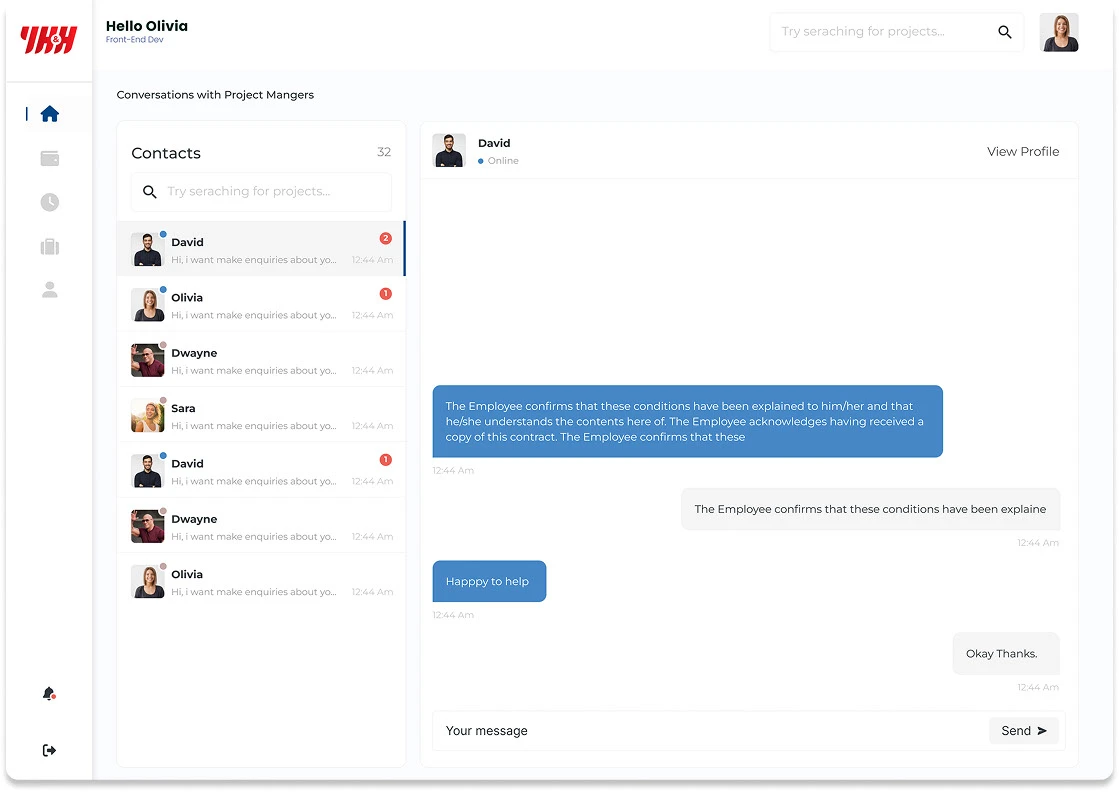 YK&H
Hello Olivia
Front-End Dev
Try seraching for projects...
Conversations with Project Mangers
Contacts
32
Try seraching for projects...
David
2
Hi, i want make enquiries about yo...
12:44 Am
Olivia
1
Hi, i want make enquiries about yo...
12:44 Am
Dwayne
Hi, i want make enquiries about yo...
12:44 Am
Sara
Hi, i want make enquiries about yo...
12:44 Am
David
1
Hi, i want make enquiries about yo...
12:44 Am
Dwayne
Hi, i want make enquiries about yo...
12:44 Am
Olivia
Hi, i want make enquiries about yo...
12:44 Am
David
Online
View Profile
The Employee confirms that these conditions have been explained to him/her and that
he/she understands the contents here of. The Employee acknowledges having received a
copy of this contract. The Employee confirms that these
12:44 Am
The Employee confirms that these conditions have been explaine
12:44 Am
Happpy to help
12:44 Am
Okay Thanks.
12:44 Am
Your message
Send